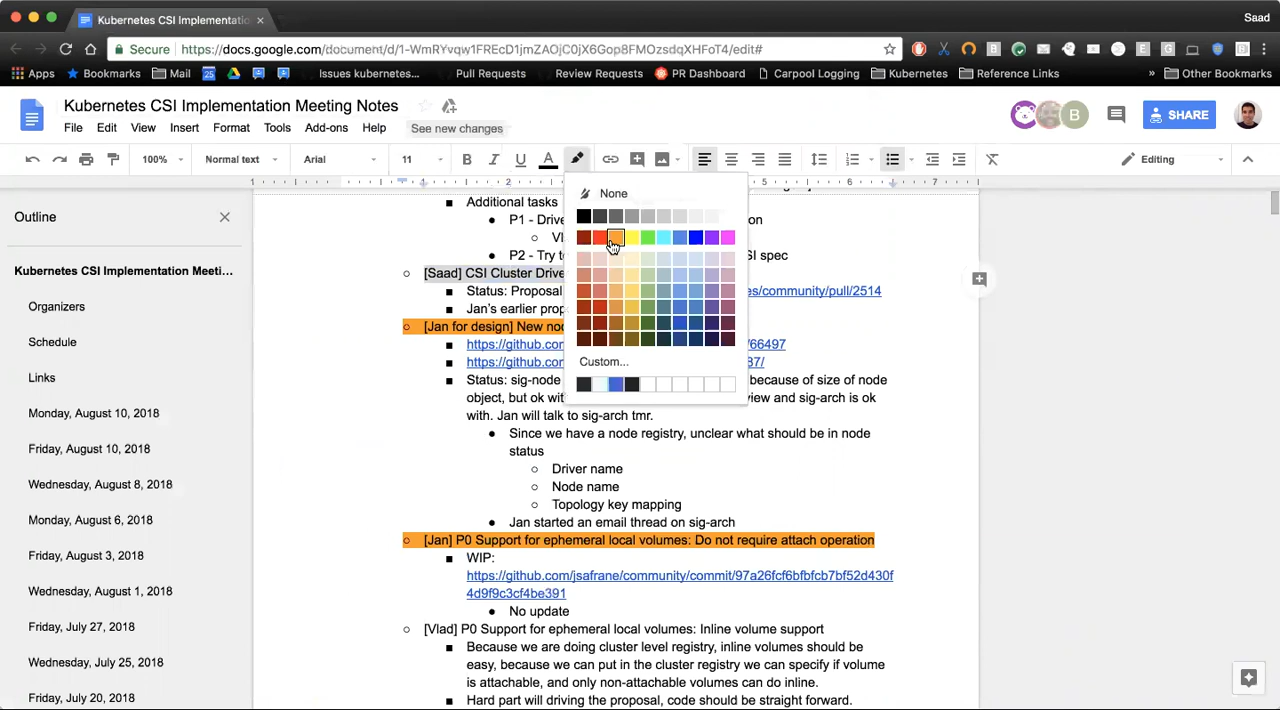 Kubernetes CSI Implementatio
Saad
Secure
https://docs.google.com/document/d/1-WmRYvqw1FREcD1jmZAOjC0jX6Gop8FMOzsdqXHFoT4/edit#
Apps Bookmarks Mail Issues kubernetes... Pull Requests Review Requests PR Dashboard Carpool Logging Kubernetes Reference Links » Other Bookmarks
Kubernetes CSI Implementation Meeting Notes
File Edit View Insert Format Tools Add-ons Help See new changes
B SHARE
100% Normal text Arial 11 Editing
Outline
Kubernetes CSI Implementation Meeti...
Organizers
Schedule
Links
Monday, August 10, 2018
Friday, August 10, 2018
Wednesday, August 8, 2018
Monday, August 6, 2018
Friday, August 3, 2018
Wednesday, August 1, 2018
Friday, July 27, 2018
Wednesday, July 25, 2018
Friday, July 20, 2018
1 1 2 5 6 7
None
Custom...
Additional tasks
P1 - Drive on
P2 - Try t SI spec
[Saad] CSI Cluster Drive
Status: Proposal es/community/pull/2514
Jan's earlier prop
[Jan for design] New nod
https://github.com 66497
https://github.com 87/
Status: sig-node because of size of node
object, but ok wit view and sig-arch is ok
with. Jan will talk to sig-arch tmr.
Since we have a node registry, unclear what should be in node
status
Driver name
Node name
Topology key mapping
Jan started an email thread on sig-arch
[Jan] P0 Support for ephemeral local volumes: Do not require attach operation
WIP:
https://github.com/jsafrane/community/commit/97a26fcf6bfbfcb7bf52d430f
4d9f9c3cf4be391
No update
[Vlad] P0 Support for ephemeral local volumes: Inline volume support
Because we are doing cluster level registry, inline volumes should be
easy, because we can put in the cluster registry we can specify if volume
is attachable, and only non-attachable volumes can do inline.
Hard part will driving the proposal, code should be straight forward.